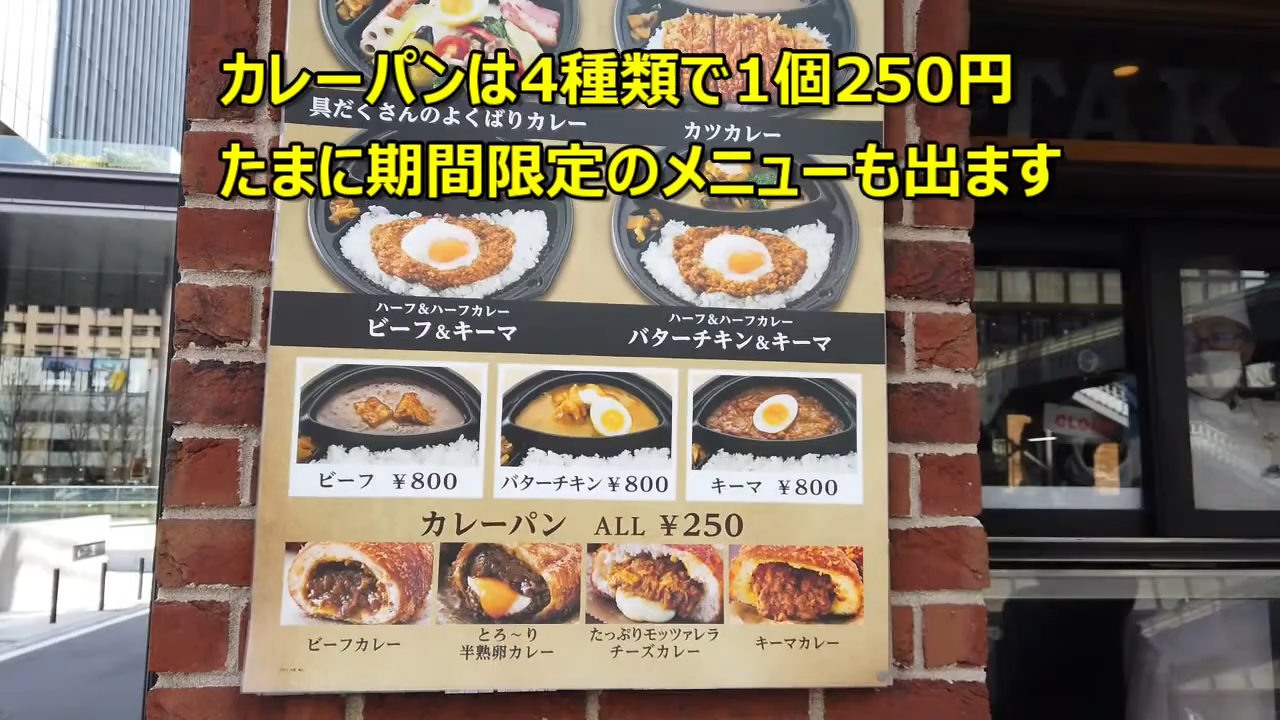 カレーパンは4種類で1個250円
たまに期間限定のメニューも出ます
具だくさんのよくばりカレー
カツカレー
ハーフ&ハーフカレー
ビーフ&キーマ
ハーフ&ハーフカレー
バターチキン&キーマ
ビーフ ¥800
バターチキン ¥800
キーマ ¥800
カレーパン ALL ¥250
ビーフカレー
とろ～り
半熟卵カレー
たっぷりモッツァレラ
チーズカレー
キーマカレー